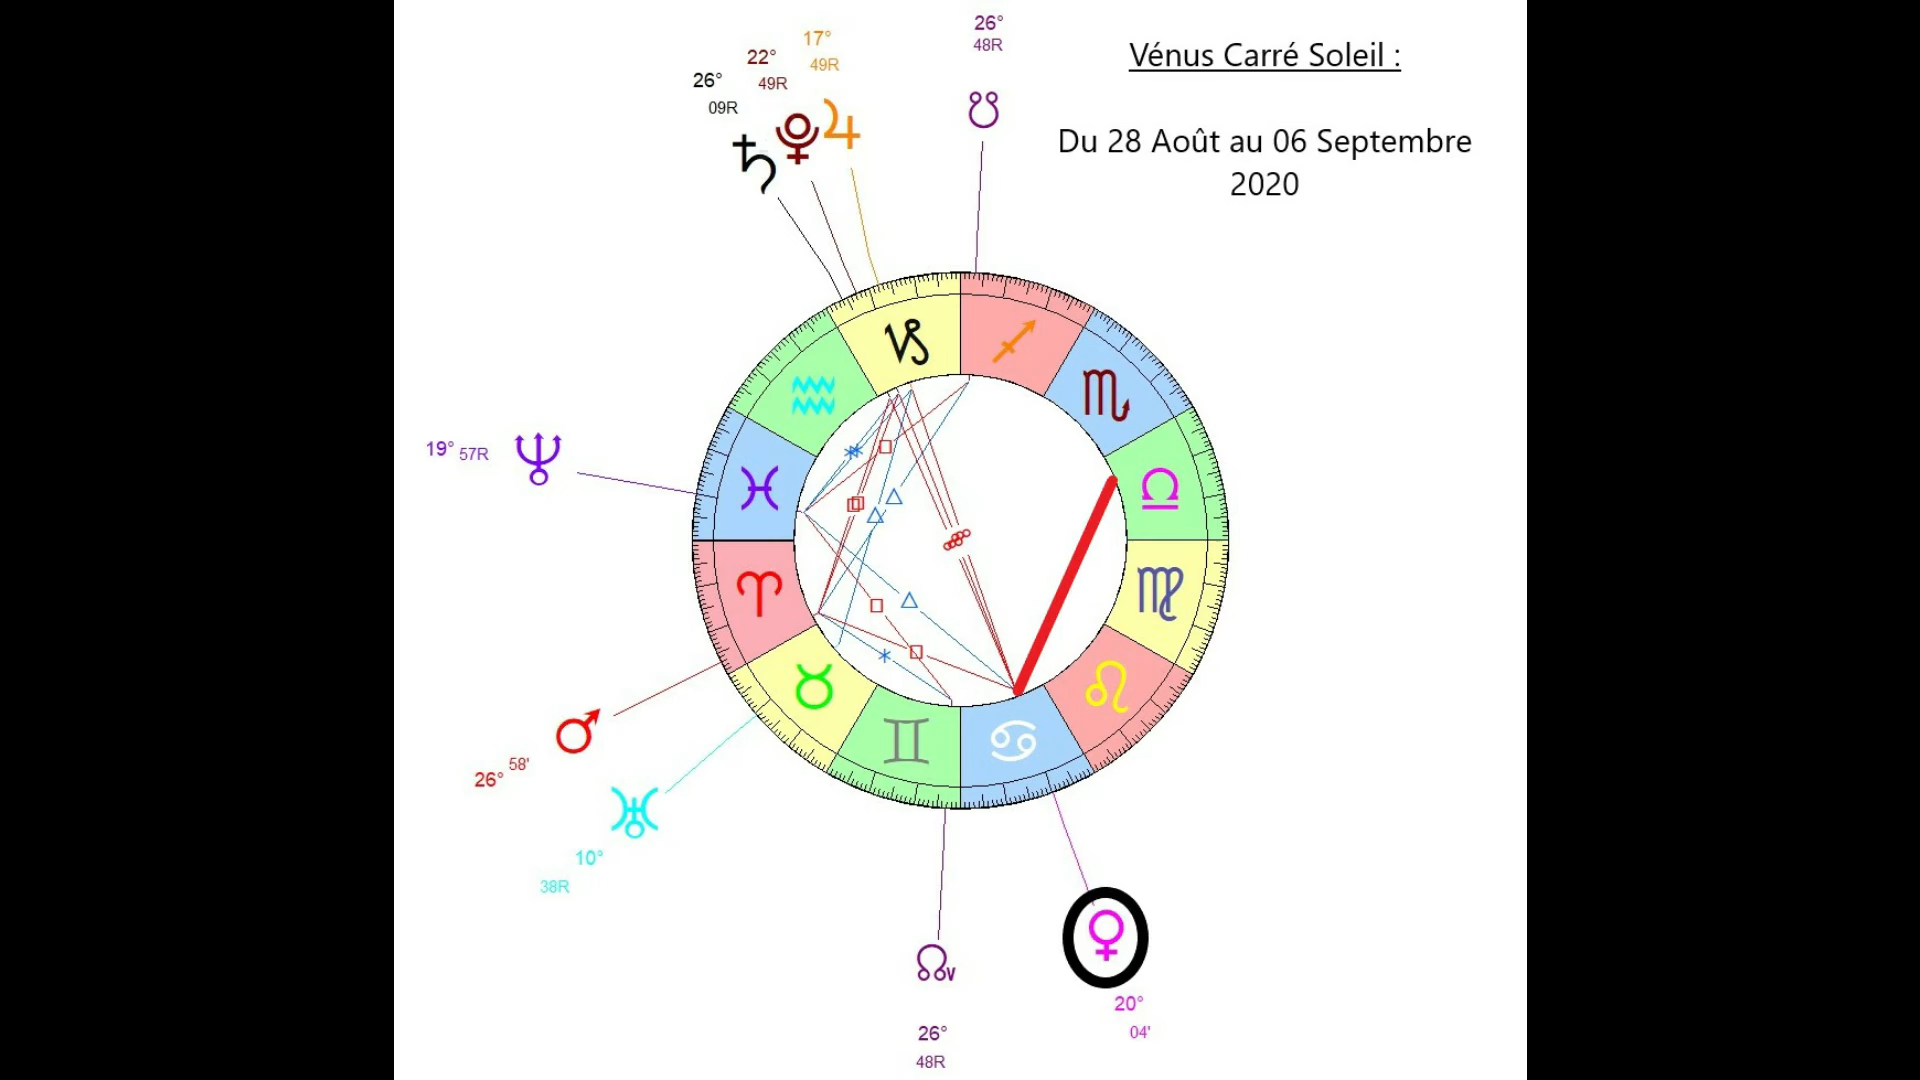 26°
48R
17°
49R
22°
49R
26°
09R
Vénus Carré Soleil :
Du 28 Août au 06 Septembre
2020
19° 57R
26° 58'
10°
38R
V
20°
04'
26°
48R